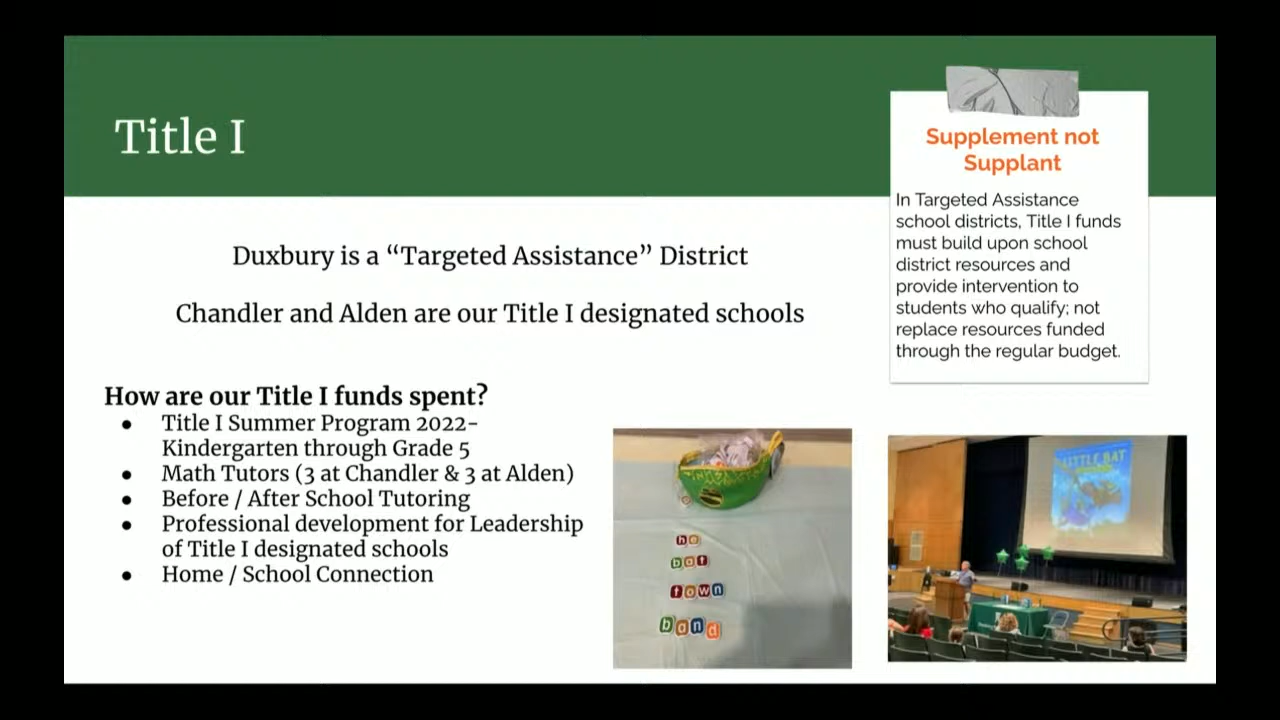 Title I
Supplement not
Supplant
In Targeted Assistance
school districts, Title I funds
must build upon school
district resources and
provide intervention to
students who qualify; not
replace resources funded
through the regular budget.
Duxbury is a “Targeted Assistance” District
Chandler and Alden are our Title I designated schools
How are our Title I funds spent?
● Title I Summer Program 2022-
Kindergarten through Grade 5
● Math Tutors (3 at Chandler & 3 at Alden)
● Before / After School Tutoring
● Professional development for Leadership
of Title I designated schools
● Home / School Connection
he
bat
town
band
LITTLE BAT